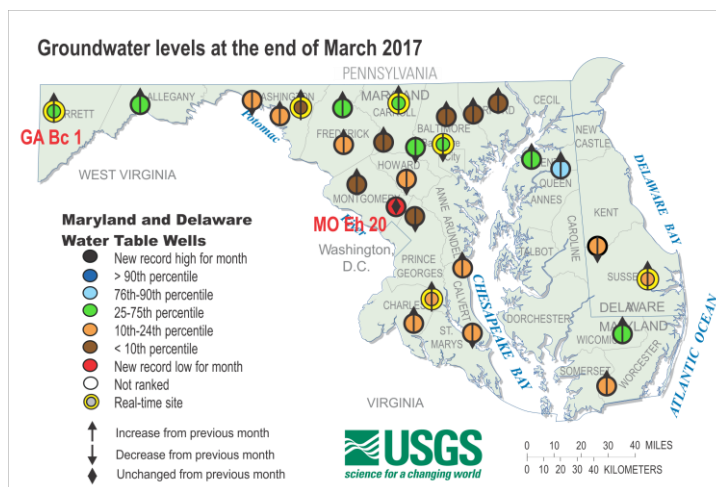 Groundwater levels at the end of March 2017
PENNSYLVANIA
MARYLAND
ALLEGANY
CECIL
CARROLL
GA Bc 1
FREDERICK
BALTIMORE
NEW
CASTLE
Potomac
City
HOWARD
WEST VIRGINIA
QUEEN
ANNES
DELAWARE BAY
MONTGOMERY
KENT
Maryland and Delaware
Water Table Wells
MO Eh 20
ANNE ARUNDEL
CAROLINE
New record high for month
Washington,
D.C.
TALBOT
> 90th percentile
PRINCE
GEORGES
76th-90th percentile
CHESAPEAKE BAY
25-75th percentile
CALVERT
DELAWARE
10th-24th percentile
DORCHESTER
MARYLAND
< 10th percentile
ST.
MARYS
WICOMICO
ATLANTIC OCEAN
New record low for month
Not ranked
SOMERSET
WORCESTER
Real-time site
VIRGINIA
Increase from previous month
Decrease from previous month
Unchanged from previous month
USGS
science for a changing world
0 10 20 30 40 MILES
0 10 20 30 40 KILOMETERS